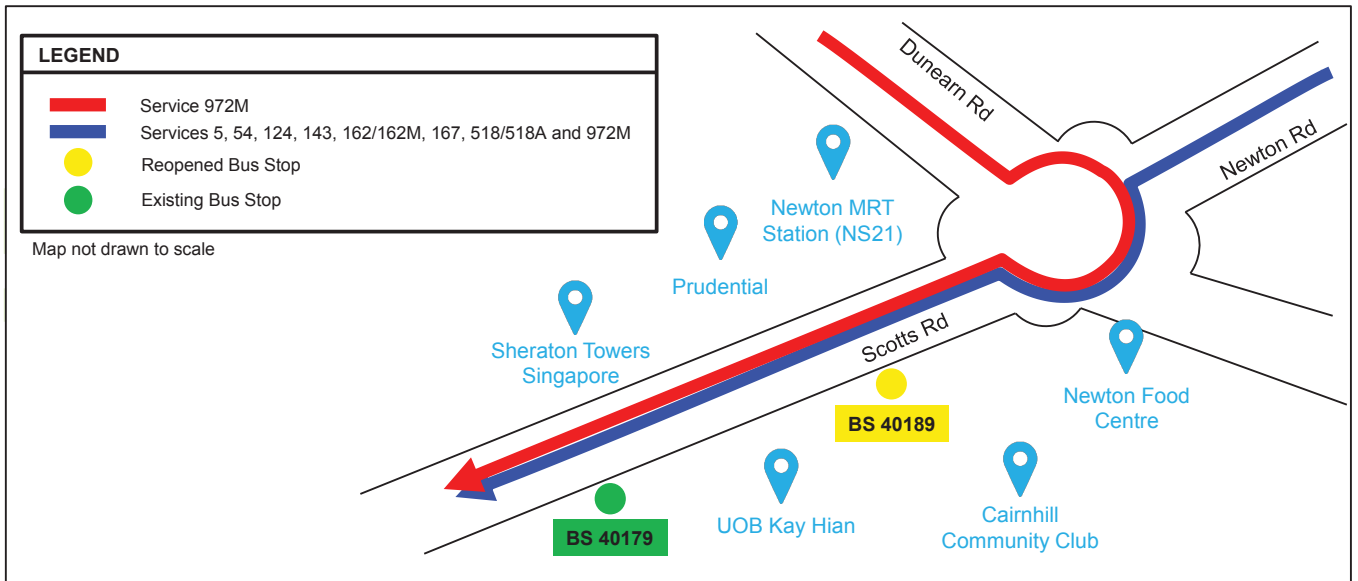 LEGEND
Service 972M
Services 5, 54, 124, 143, 162/162M, 167, 518/518A and 972M
Reopened Bus Stop
Existing Bus Stop
Map not drawn to scale
Dunearn Rd
Newton Rd
Newton MRT
Station (NS21)
Prudential
Sheraton Towers
Singapore
Scotts Rd
Newton Food
Centre
BS 40189
UOB Kay Hian
Cairnhill
Community Club
BS 40179